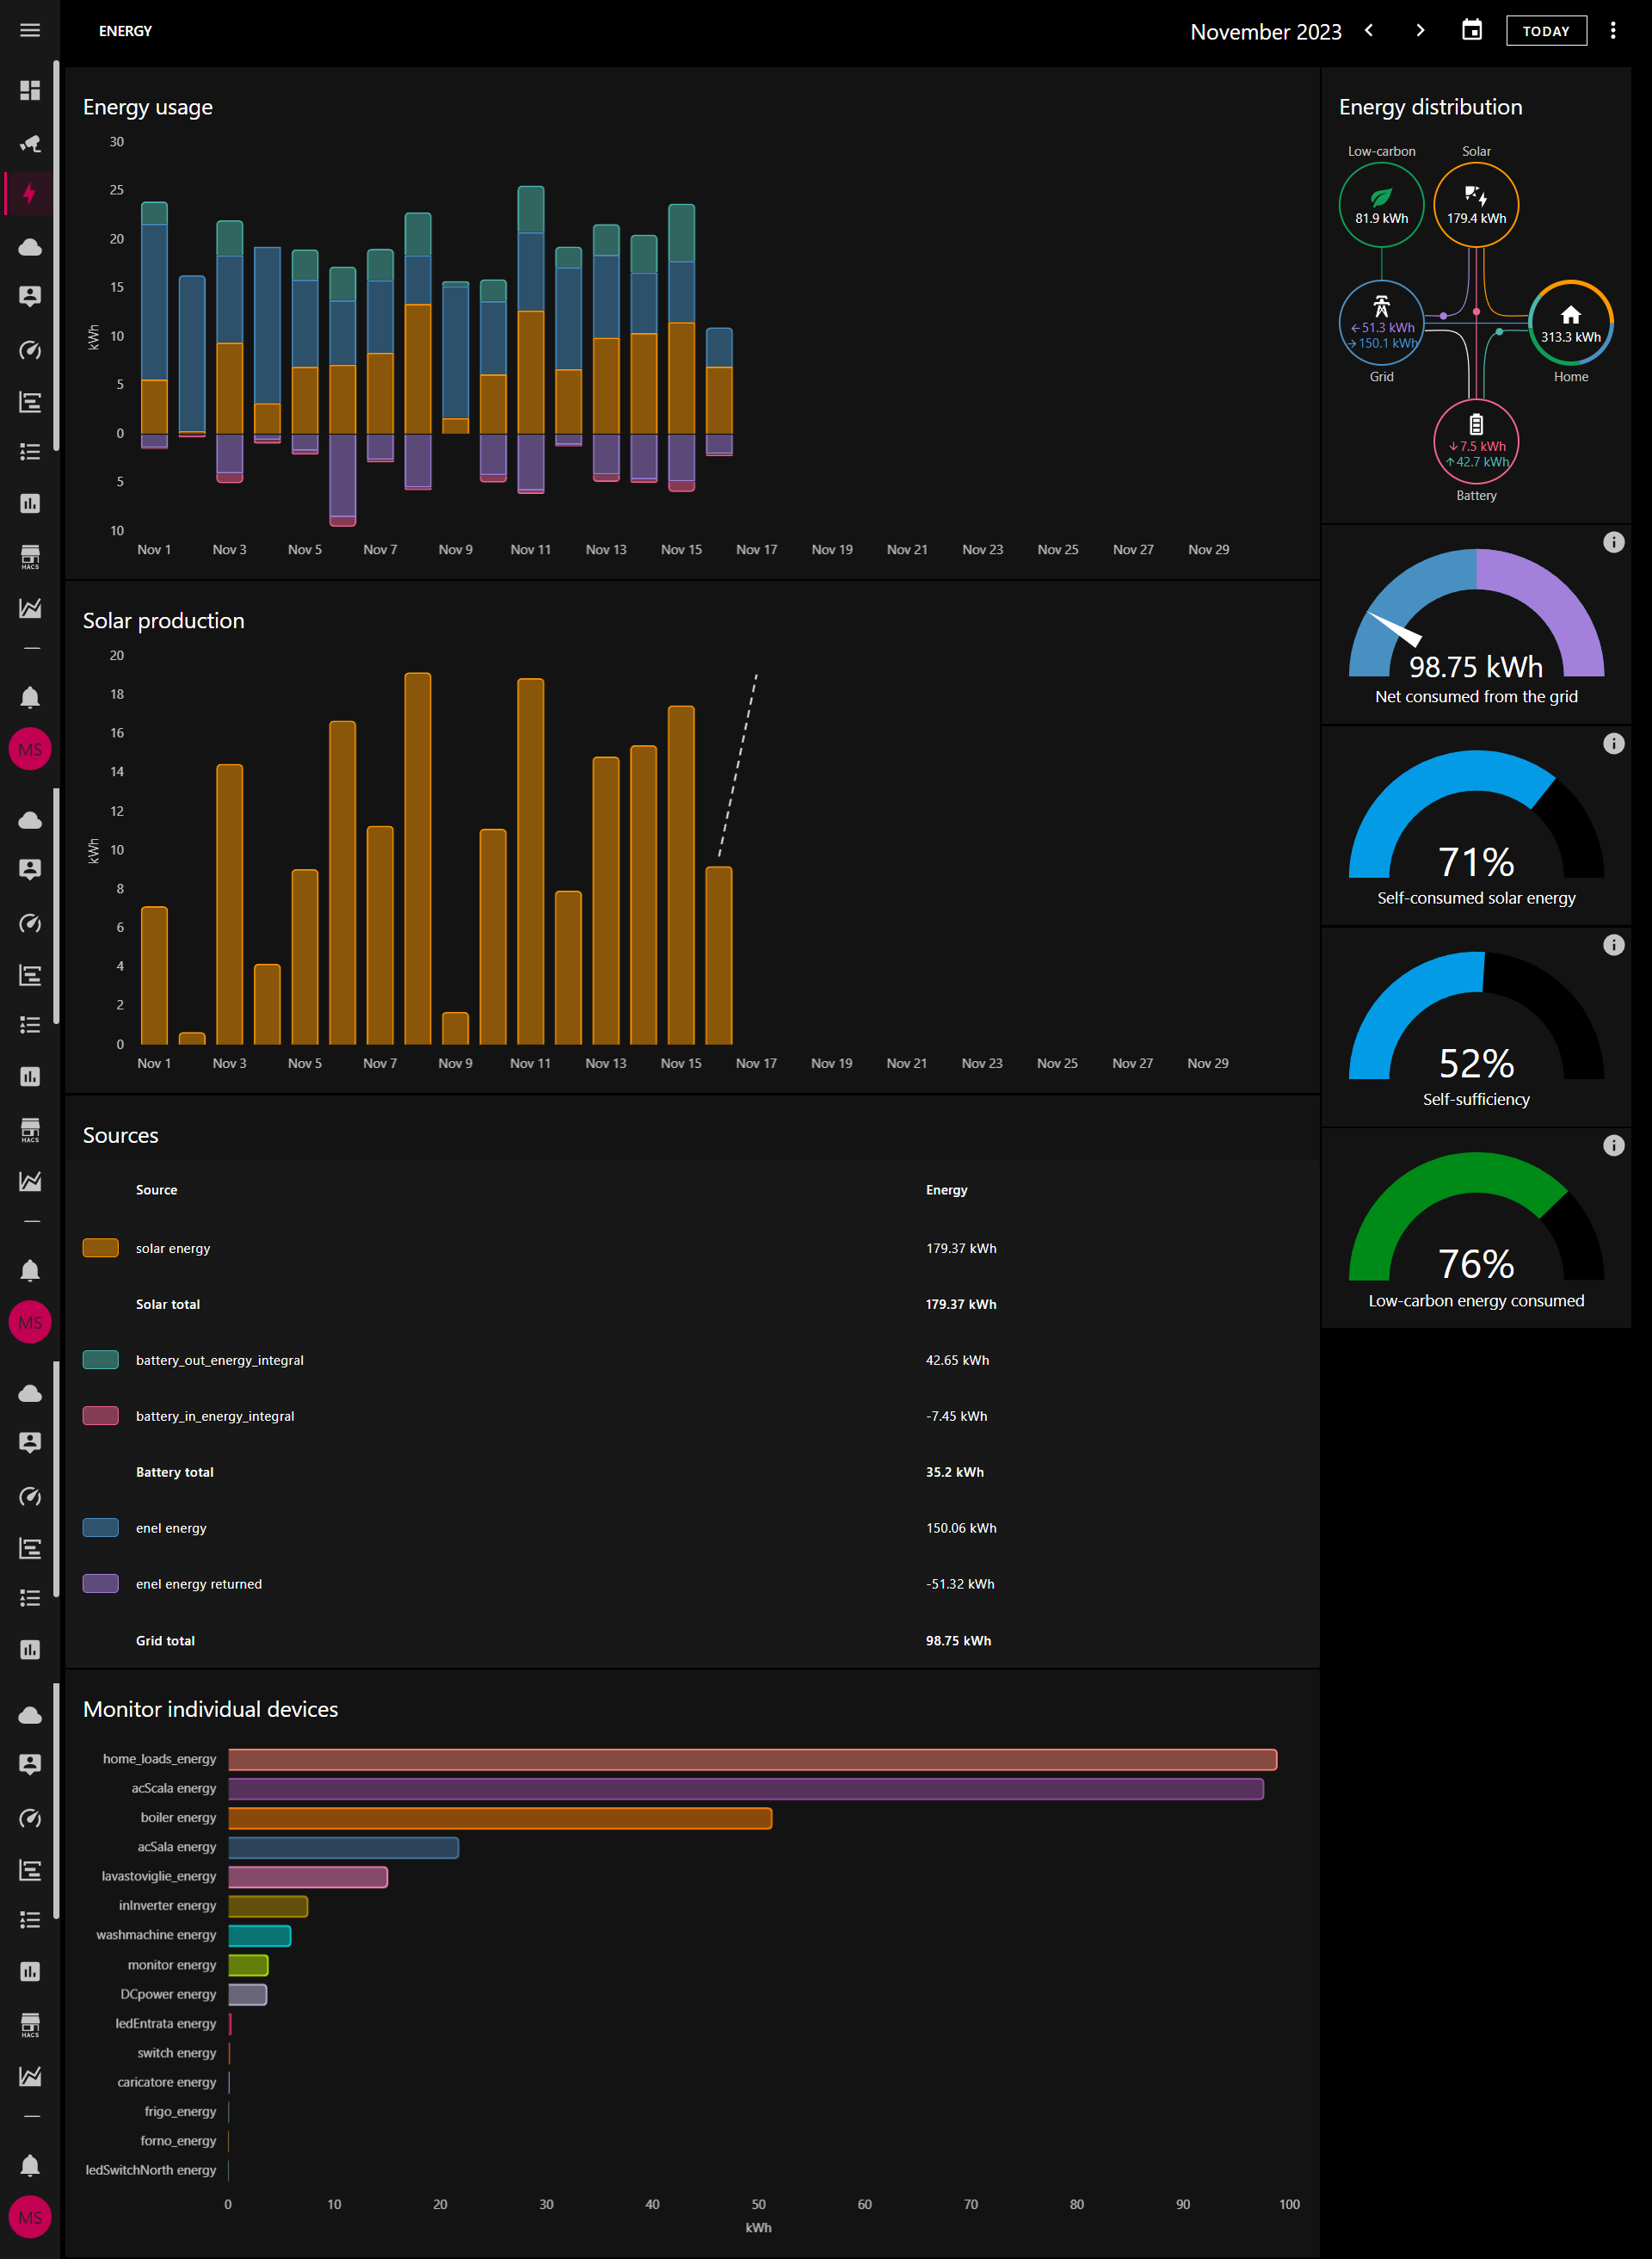 ENERGY
November 2023
TODAY
Energy usage
30
25
20
15
10
5
0
5
10
kWh
Nov 1 Nov 3 Nov 5 Nov 7 Nov 9 Nov 11 Nov 13 Nov 15 Nov 17 Nov 19 Nov 21 Nov 23 Nov 25 Nov 27 Nov 29
Energy distribution
Low-carbon Solar
81.9 kWh 179.4 kWh
←51.3 kWh
→150.1 kWh
313.3 kWh
Grid Home
↓7.5 kWh
↑42.7 kWh
Battery
98.75 kWh
Net consumed from the grid
71%
Self-consumed solar energy
52%
Self-sufficiency
76%
Low-carbon energy consumed
Solar production
20
18
16
14
12
10
8
6
4
2
0
kWh
Nov 1 Nov 3 Nov 5 Nov 7 Nov 9 Nov 11 Nov 13 Nov 15 Nov 17 Nov 19 Nov 21 Nov 23 Nov 25 Nov 27 Nov 29
Sources
Source Energy
solar energy 179.37 kWh
Solar total 179.37 kWh
battery_out_energy_integral 42.65 kWh
battery_in_energy_integral -7.45 kWh
Battery total 35.2 kWh
enel energy 150.06 kWh
enel energy returned -51.32 kWh
Grid total 98.75 kWh
Monitor individual devices
home_loads_energy
acScala energy
boiler energy
acSala energy
lavastoviglie_energy
inInverter energy
washmachine energy
monitor energy
DCpower energy
ledEntrata energy
switch energy
caricatore energy
frigo_energy
forno_energy
ledSwitchNorth energy
0 10 20 30 40 50 60 70 80 90 100
kWh
HACS
MS
HACS
MS
HACS
MS